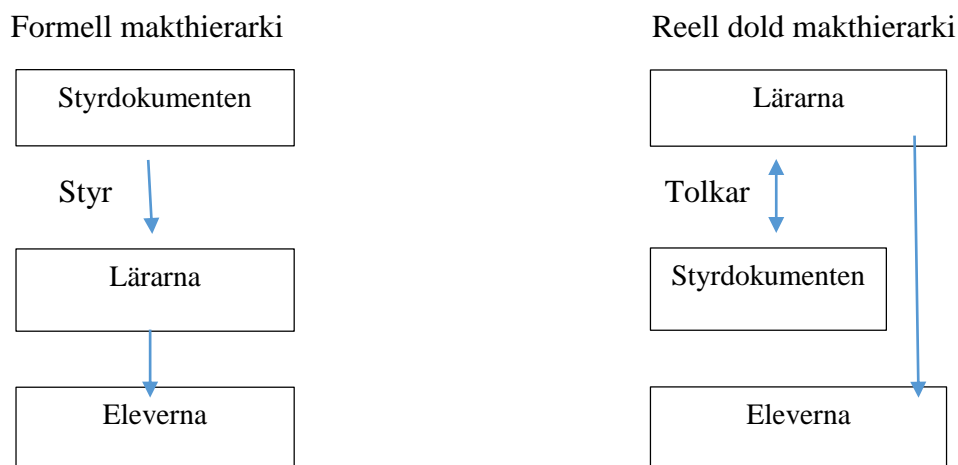 Formell makthierarki
Styrdokumenten
Styr
Lärarna
Eleverna
Reell dold makthierarki
Lärarna
Tolkar
Styrdokumenten
Eleverna